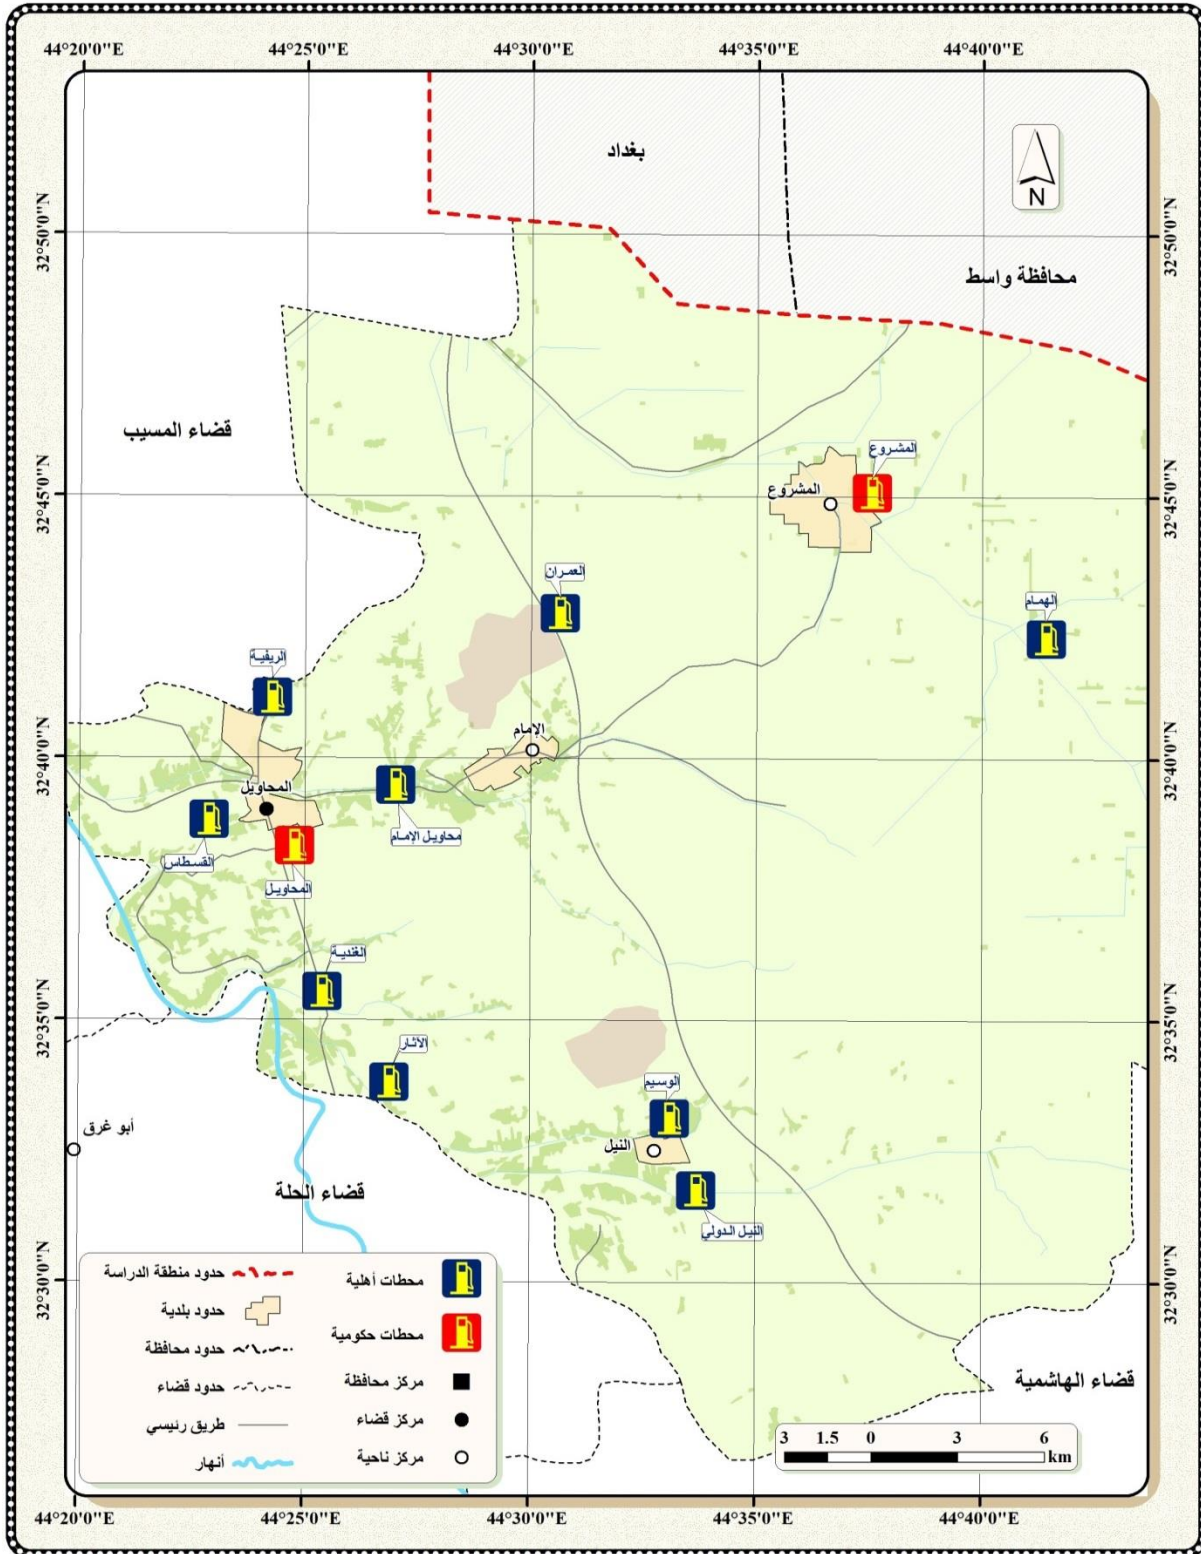 44°20'0"E 44°25'0"E 44°30'0"E 44°35'0"E 44°40'0"E
بغداد
N
32°50'0"N
32°50'0"N
محافظة واسط
قضاء المسيب
المشروع
32°45'0"N
المشروع
32°45'0"N
العمران
الهمام
الريفية
الإمام
32°40'0"N
32°40'0"N
المحاويل
محاويل الإمام
القسطاس
المحاويل
الغندية
32°35'0"N
32°35'0"N
الآثار
الوسيم
أبو غرق
النيل
قضاء الحلة
النيل الدولي
32°30'0"N
32°30'0"N
محطات أهلية
محطات حكومية
مركز محافظة
مركز قضاء
مركز ناحية
حدود منطقة الدراسة
حدود بلدية
حدود محافظة
حدود قضاء
طريق رئيسي
أنهار
قضاء الهاشمية
3 1.5 0 3 6
km
44°20'0"E 44°25'0"E 44°30'0"E 44°35'0"E 44°40'0"E